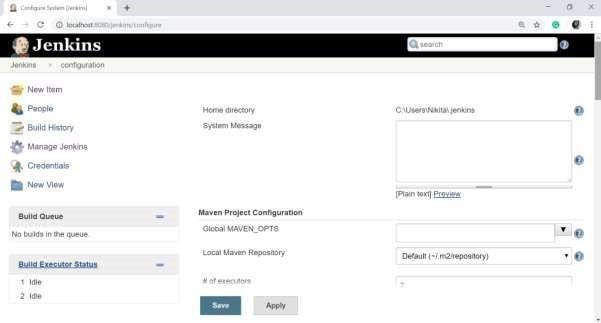 Configure System [Jenkins]
localhost:8080/jenkins/configure
Jenkins
search
Jenkins > configuration
New Item
People
Build History
Manage Jenkins
Credentials
New View
Build Queue
No builds in the queue.
Build Executor Status
1 Idle
2 Idle
Home directory C:\Users\Nikita\.jenkins
System Message
[Plain text] Preview
Maven Project Configuration
Global MAVEN_OPTS
Local Maven Repository Default (~/.m2/repository)
# of executors
Save Apply